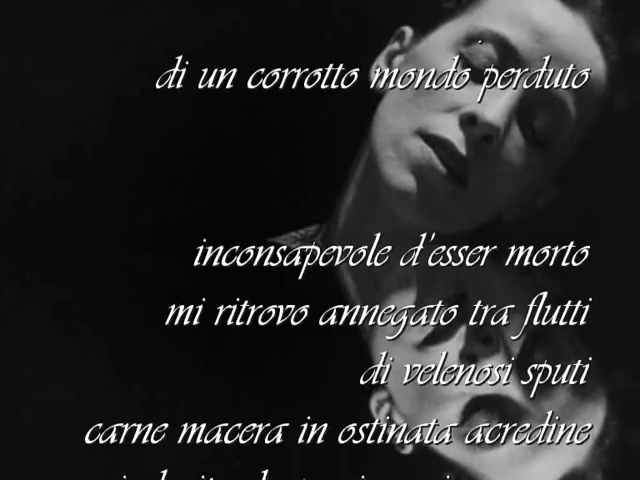 di un corrotto mondo perduto
inconsapevole d'esser morto
mi ritrovo annegato tra flutti
di velenosi sputi
carne macera in ostinata acredine